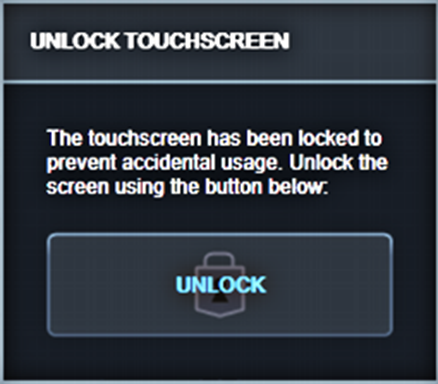 UNLOCK TOUCHSCREEN
The touchscreen has been locked to
prevent accidental usage. Unlock the
screen using the button below:
UNLOCK